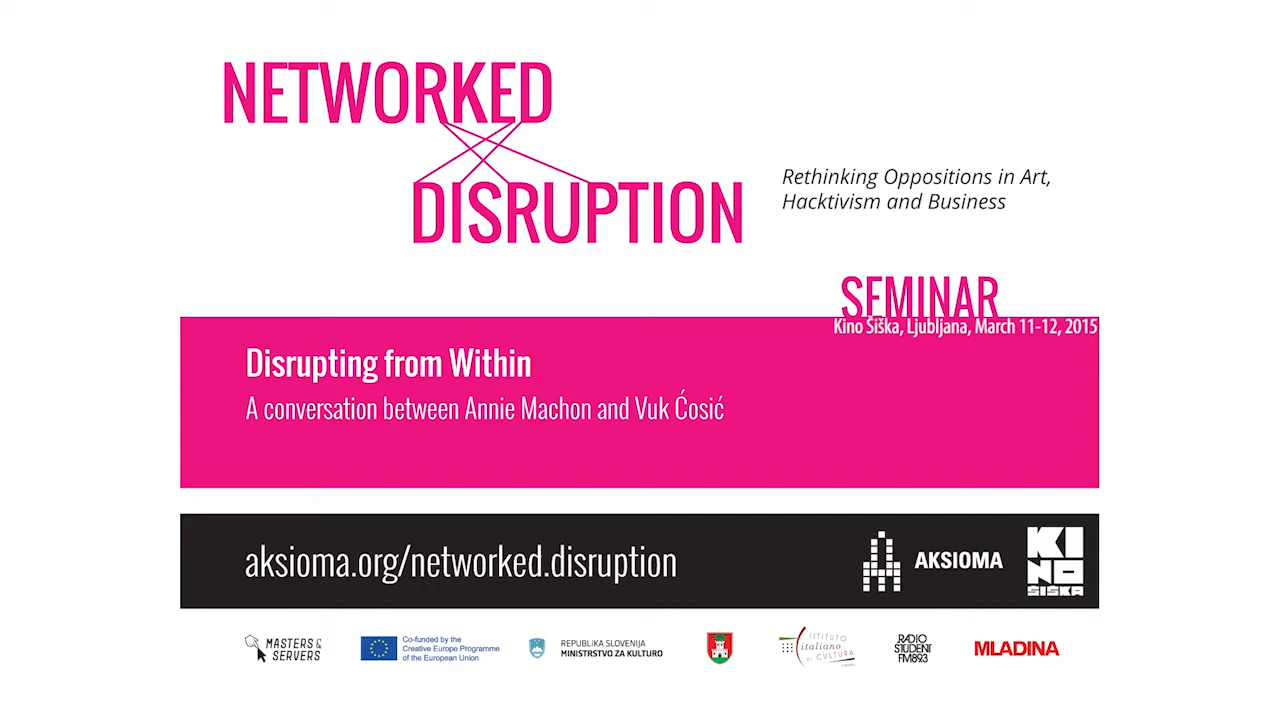 NETWORKED
DISRUPTION
Rethinking Oppositions in Art,
Hacktivism and Business
SEMINAR
Kino Šiška, Ljubljana, March 11-12, 2015
Disrupting from Within
A conversation between Annie Machon and Vuk Ćosić
aksioma.org/networked.disruption
AKSIOMA
KI
NO
ŠIŠKA
MASTERS &
SERVERS
Co-funded by the
Creative Europe Programme
of the European Union
REPUBLIKA SLOVENIJA
MINISTRSTVO ZA KULTURO
ISTITUTO
italiano
DI CULTURA
RADIO
ŠTUDENT
FM89.3
MLADINA